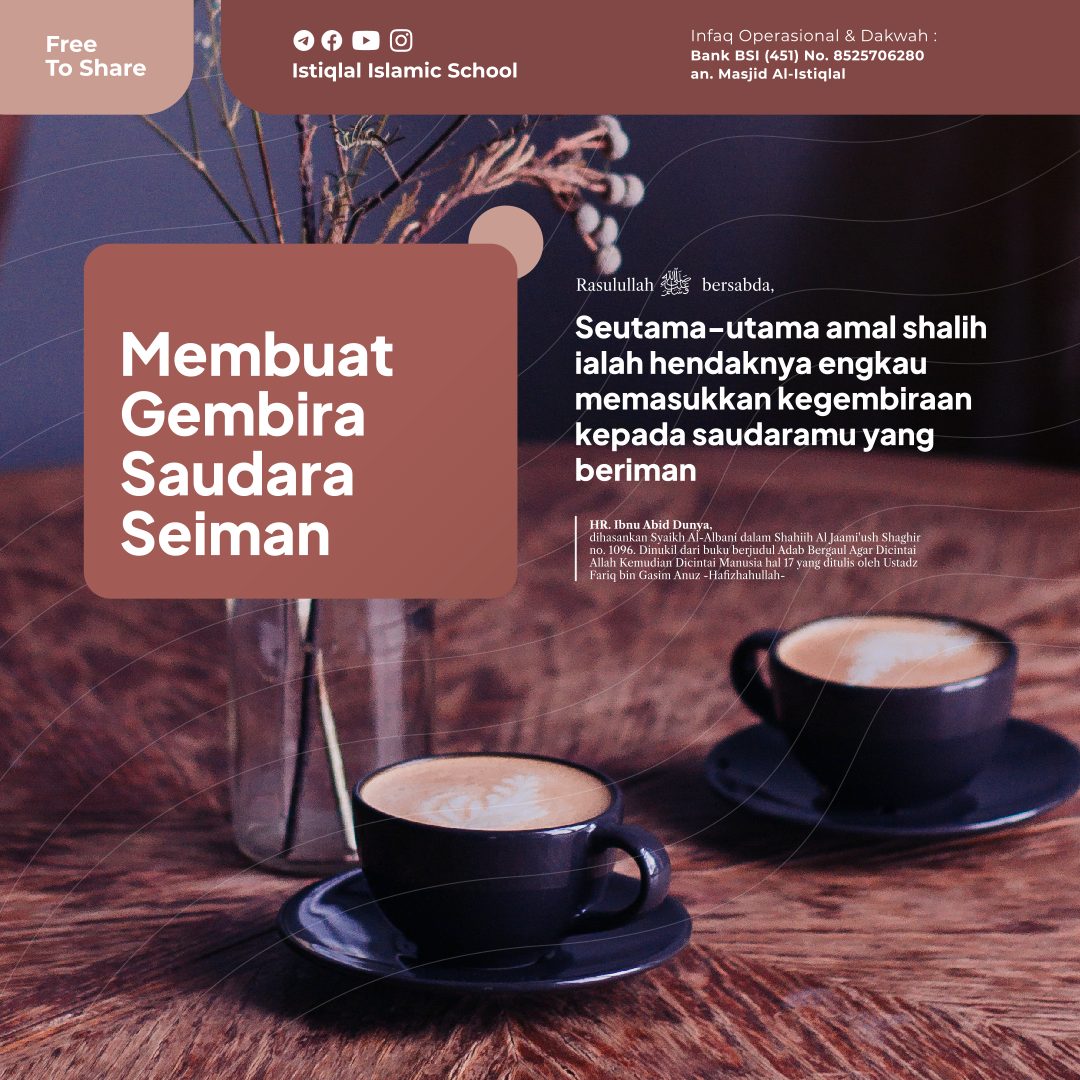 Free
To Share
Istiqlal Islamic School
Infaq Operasional & Dakwah :
Bank BSI (451) No. 8525706280
an. Masjid Al-Istiqlal
Membuat
Gembira
Saudara
Seiman
Rasulullah ﷺ bersabda,
Seutama-utama amal shalih
ialah hendaknya engkau
memasukkan kegembiraan
kepada saudaramu yang
beriman
HR. Ibnu Abid Dunya,
dihasankan Syaikh Al-Albani dalam Shahiih Al Jaami'ush Shaghir
no. 1096. Dinukil dari buku berjudul Adab Bergaul Agar Dicintai
Allah Kemudian Dicintai Manusia hal 17 yang ditulis oleh Ustadz
Fariq bin Gasim Anuz -Hafizhahullah-